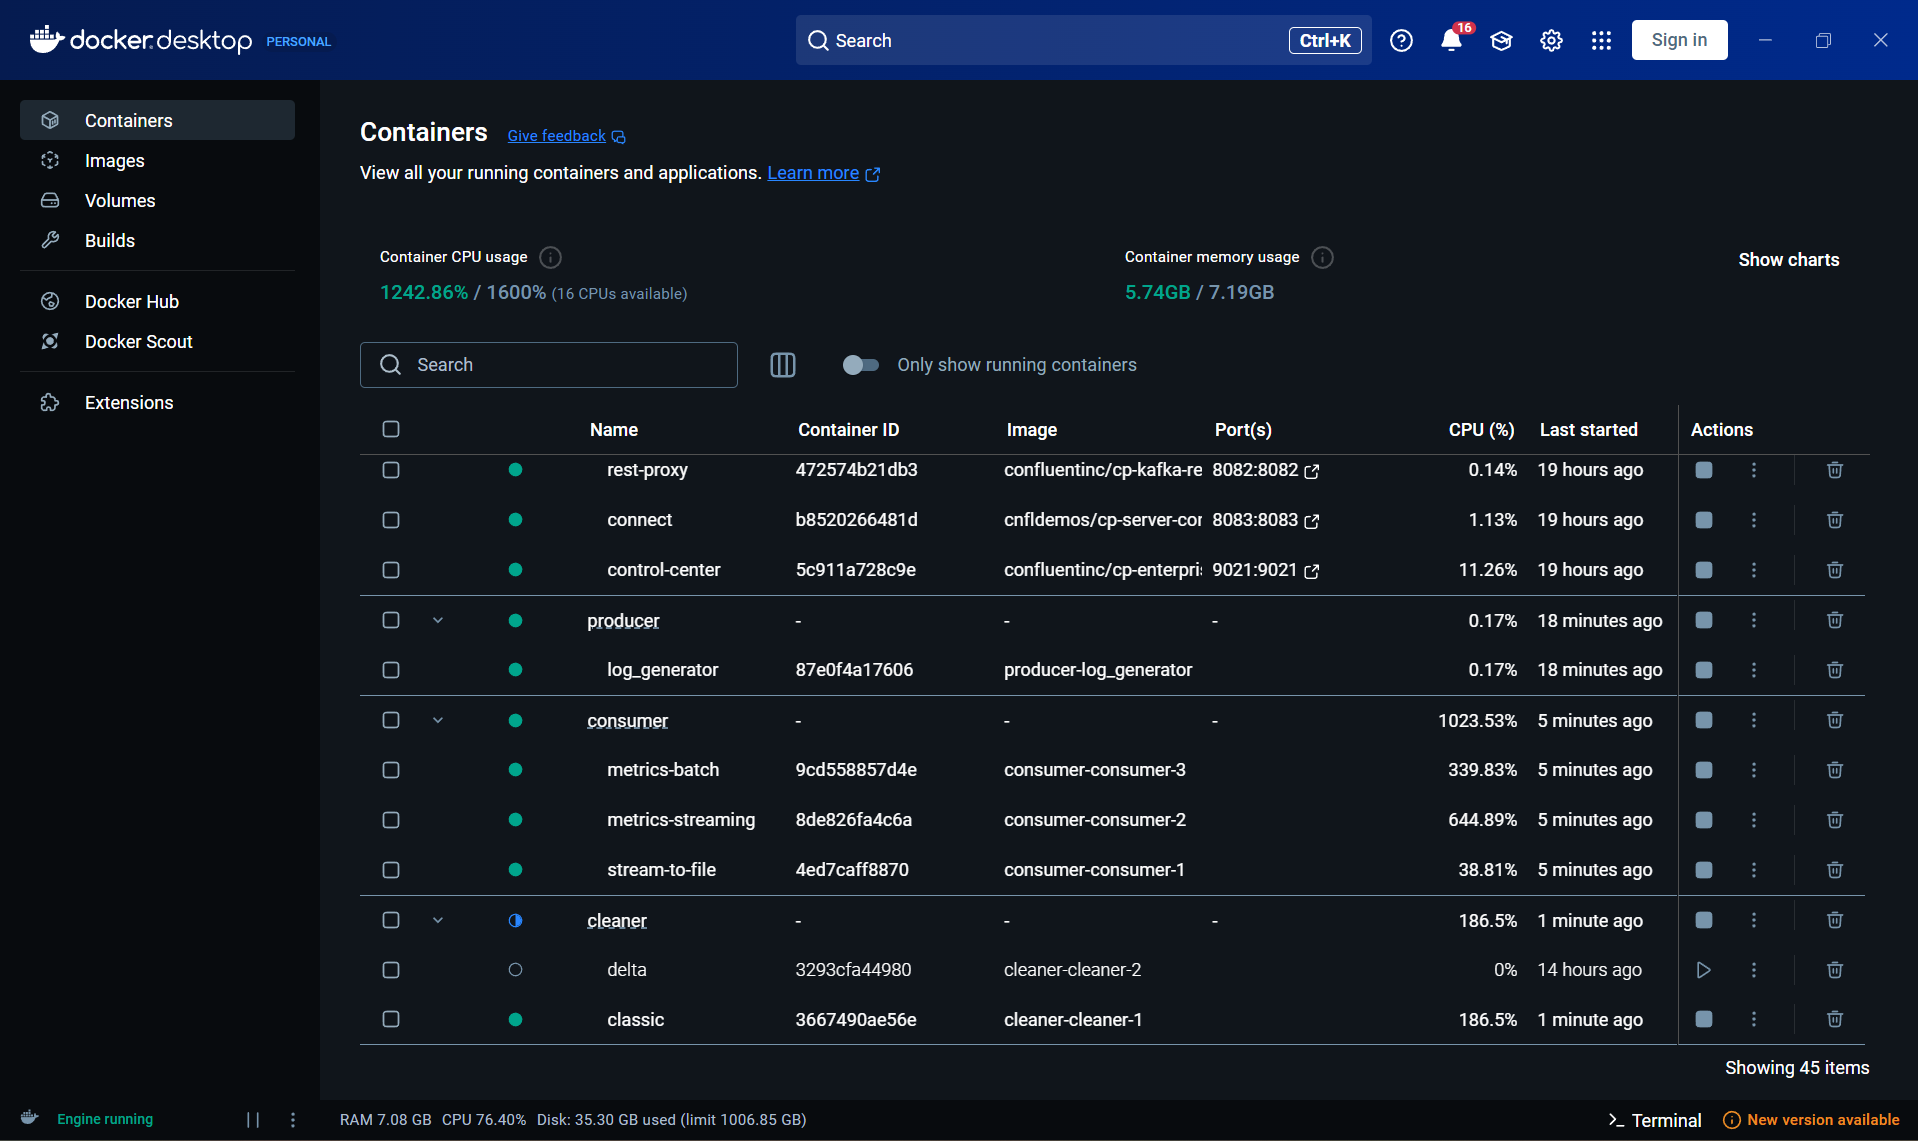 docker.desktop PERSONAL Search Ctrl+K 16 Sign in
Containers
Images
Volumes
Builds
Docker Hub
Docker Scout
Extensions
Containers Give feedback
View all your running containers and applications. Learn more
Container CPU usage
1242.86% / 1600% (16 CPUs available)
Container memory usage
5.74GB / 7.19GB
Show charts
Search Only show running containers
Name Container ID Image Port(s) CPU (%) Last started Actions
rest-proxy 472574b21db3 confluentinc/cp-kafka-re 8082:8082 0.14% 19 hours ago
connect b8520266481d cnfldemos/cp-server-cor 8083:8083 1.13% 19 hours ago
control-center 5c911a728c9e confluentinc/cp-enterpri 9021:9021 11.26% 19 hours ago
producer - - - 0.17% 18 minutes ago
log_generator 87e0f4a17606 producer-log_generator 0.17% 18 minutes ago
consumer - - - 1023.53% 5 minutes ago
metrics-batch 9cd558857d4e consumer-consumer-3 339.83% 5 minutes ago
metrics-streaming 8de826fa4c6a consumer-consumer-2 644.89% 5 minutes ago
stream-to-file 4ed7caff8870 consumer-consumer-1 38.81% 5 minutes ago
cleaner - - - 186.5% 1 minute ago
delta 3293cfa44980 cleaner-cleaner-2 0% 14 hours ago
classic 3667490ae56e cleaner-cleaner-1 186.5% 1 minute ago
Showing 45 items
Engine running RAM 7.08 GB CPU 76.40% Disk: 35.30 GB used (limit 1006.85 GB) >_ Terminal New version available